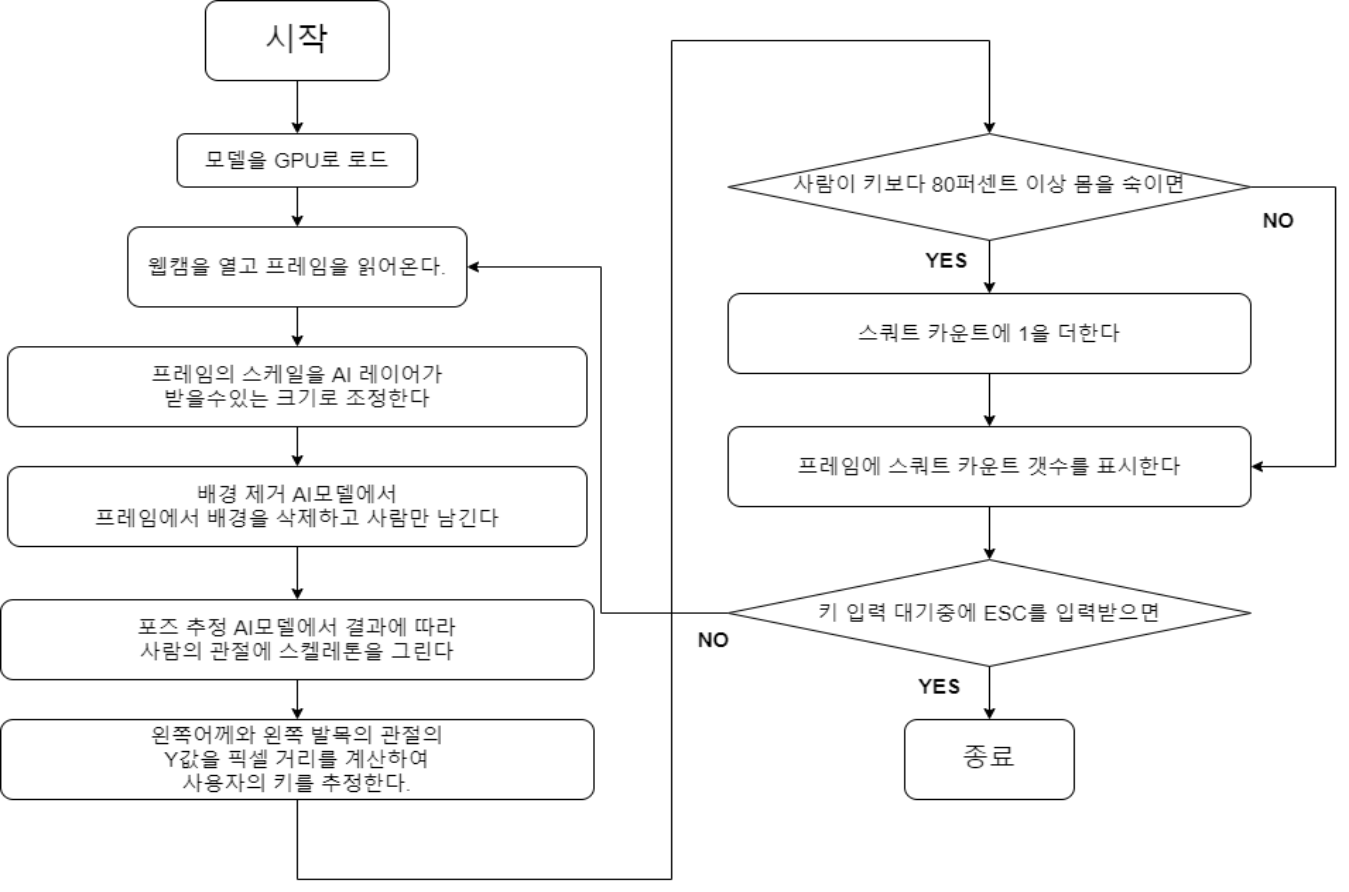 시작
모델을 GPU로 로드
웹캠을 열고 프레임을 읽어온다.
프레임의 스케일을 AI 레이어가
받을수있는 크기로 조정한다
배경 제거 AI모델에서
프레임에서 배경을 삭제하고 사람만 남긴다
포즈 추정 AI모델에서 결과에 따라
사람의 관절에 스켈레톤을 그린다
왼쪽어께와 왼쪽 발목의 관절의
Y값을 픽셀 거리를 계산하여
사용자의 키를 추정한다.
사람이 키보다 80퍼센트 이상 몸을 숙이면
NO
YES
스쿼트 카운트에 1을 더한다
프레임에 스쿼트 카운트 갯수를 표시한다
키 입력 대기중에 ESC를 입력받으면
NO
YES
종료